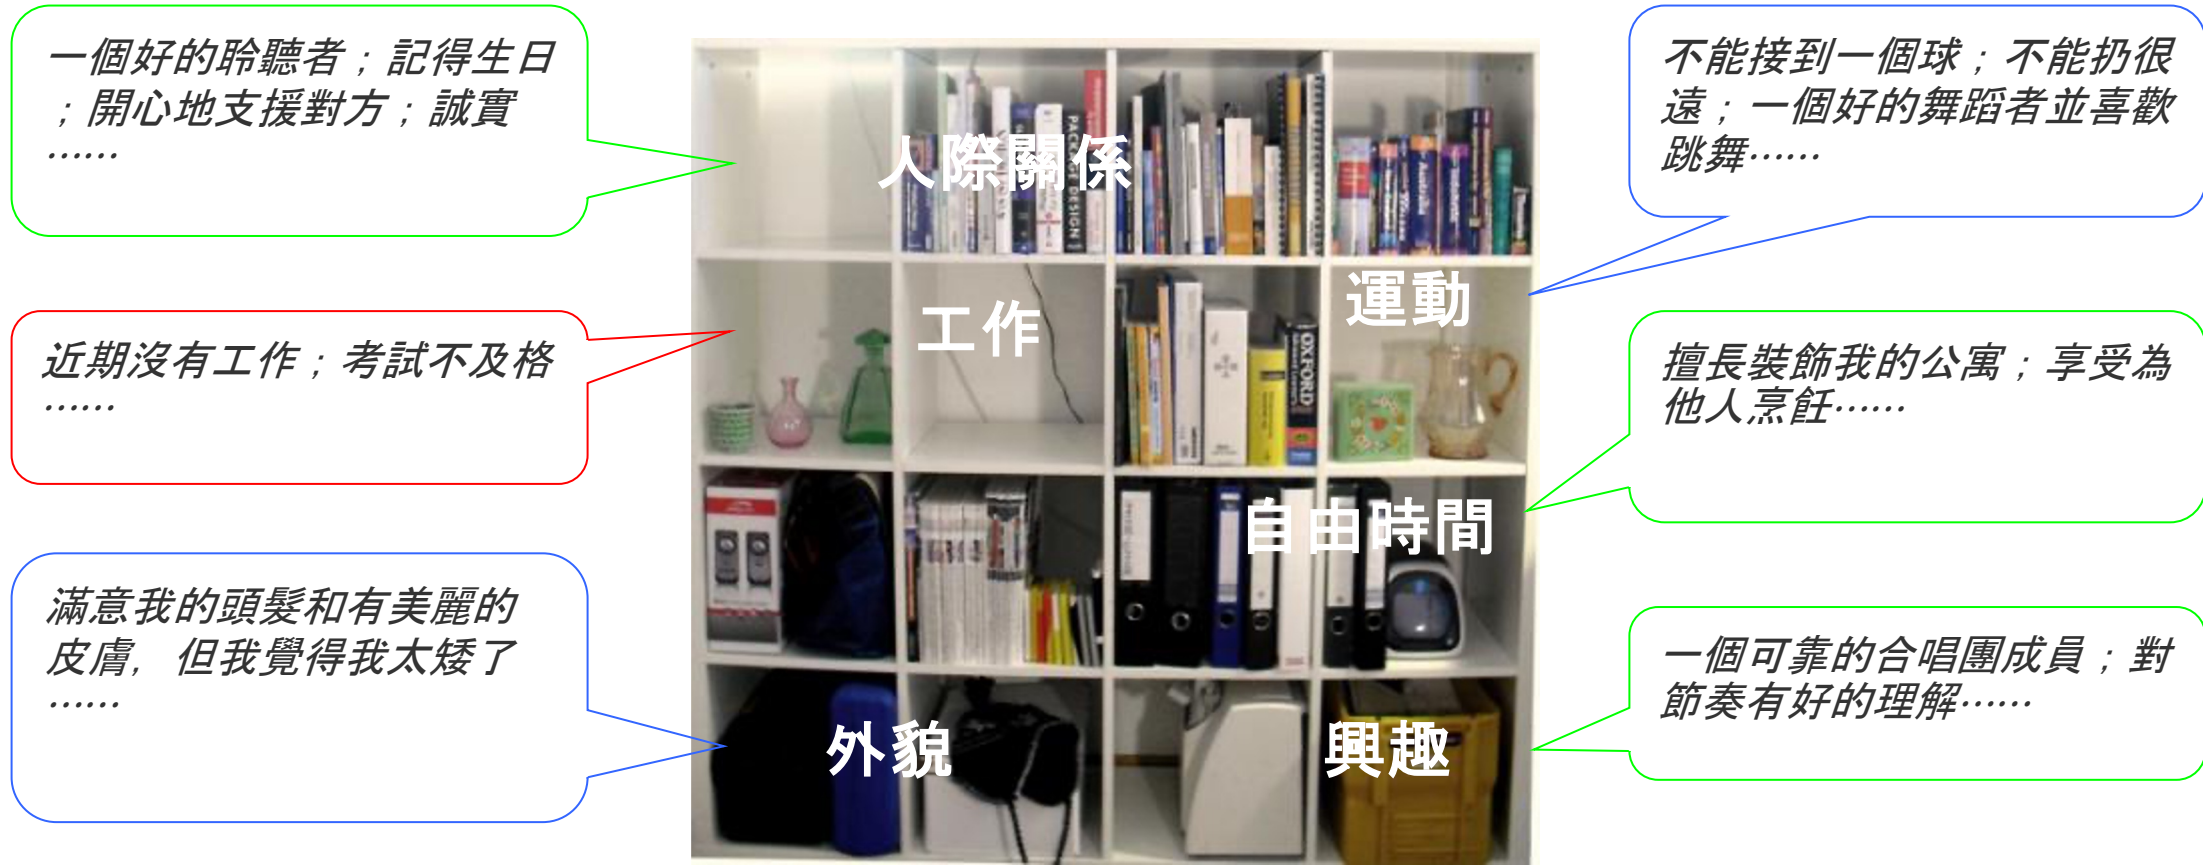 一個好的聆聽者；記得生日
；開心地支援對方；誠實
……
不能接到一個球；不能扔很
遠；一個好的舞蹈者並喜歡
跳舞……
人際關係
PACKAGE DESIGN
工作
運動
近期沒有工作；考試不及格
……
擅長裝飾我的公寓；享受為
他人烹飪……
OXFORD
自由時間
滿意我的頭髮和有美麗的
皮膚, 但我覺得我太矮了
……
一個可靠的合唱團成員；對
節奏有好的理解……
外貌
興趣